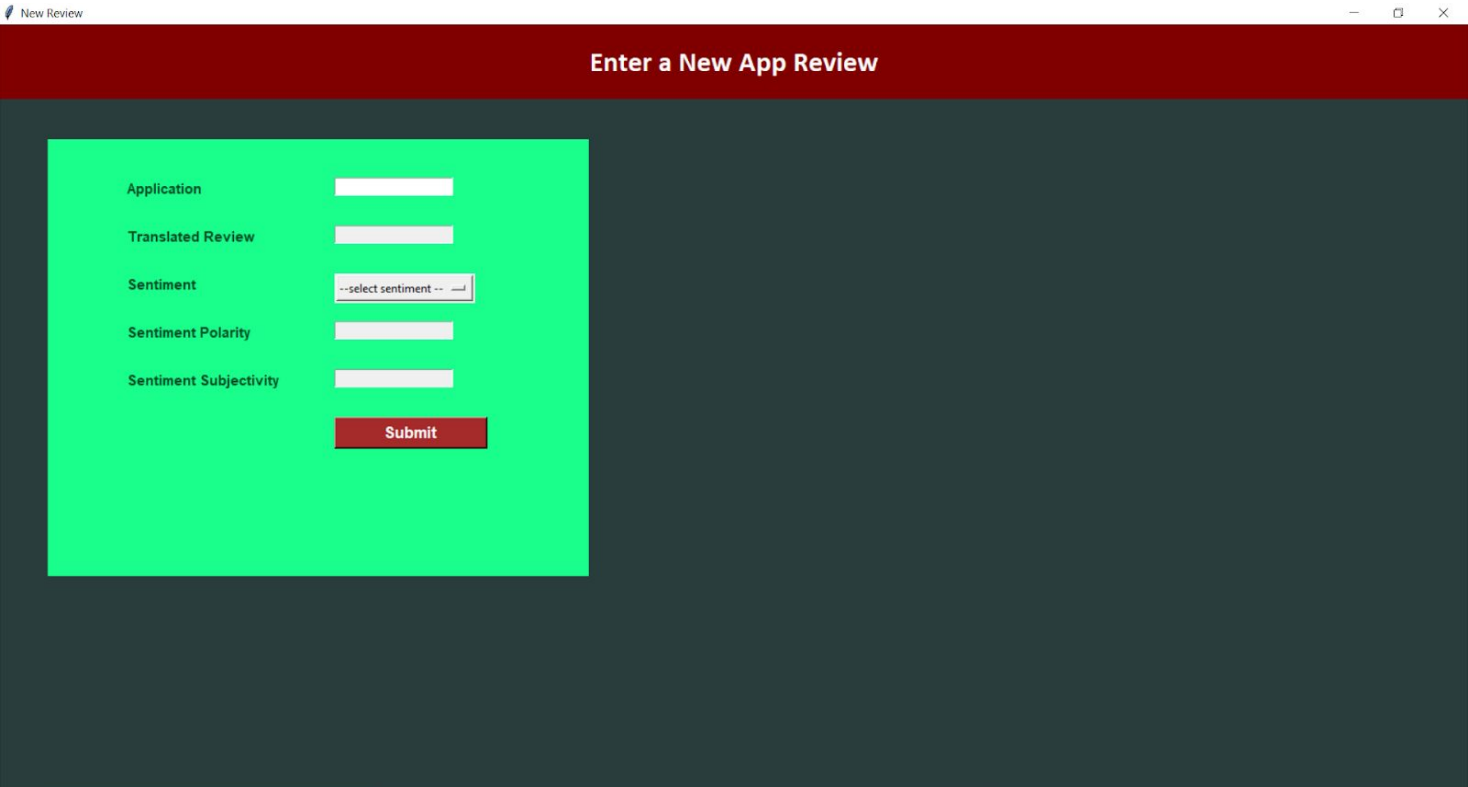 New Review
Enter a New App Review
Application
Translated Review
Sentiment
--select sentiment --
Sentiment Polarity
Sentiment Subjectivity
Submit